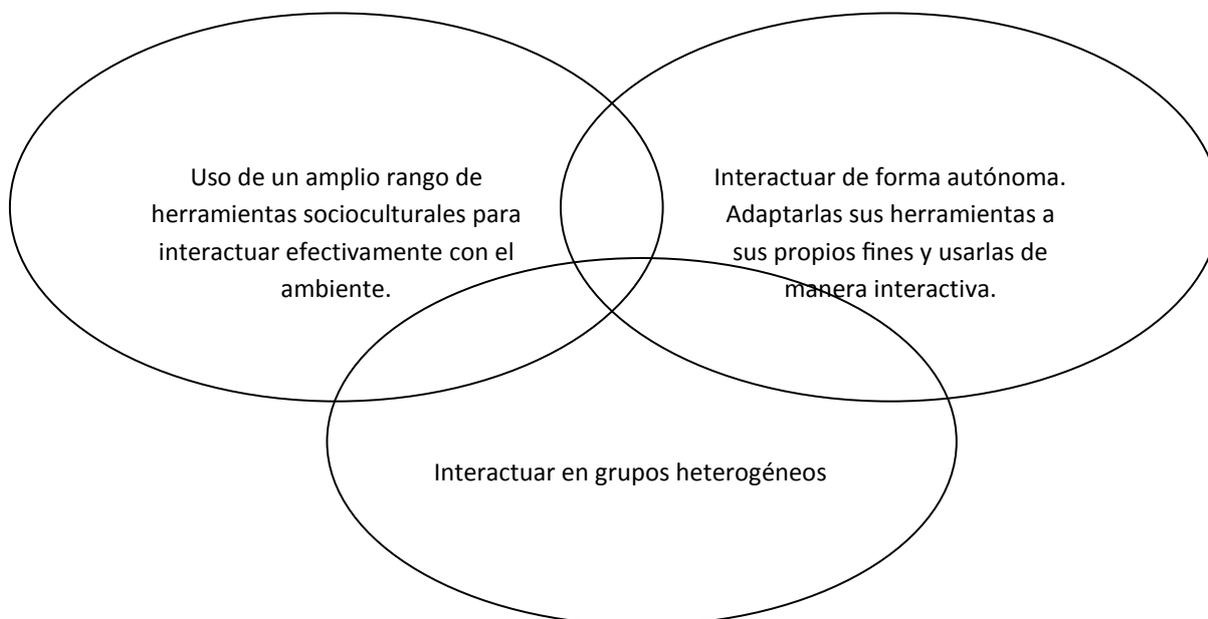 Uso de un amplio rango de
herramientas socioculturales para
interactuar efectivamente con el
ambiente.
Interactuar de forma autónoma.
Adaptarlas sus herramientas a
sus propios fines y usarlas de
manera interactiva.
Interactuar en grupos heterogéneos